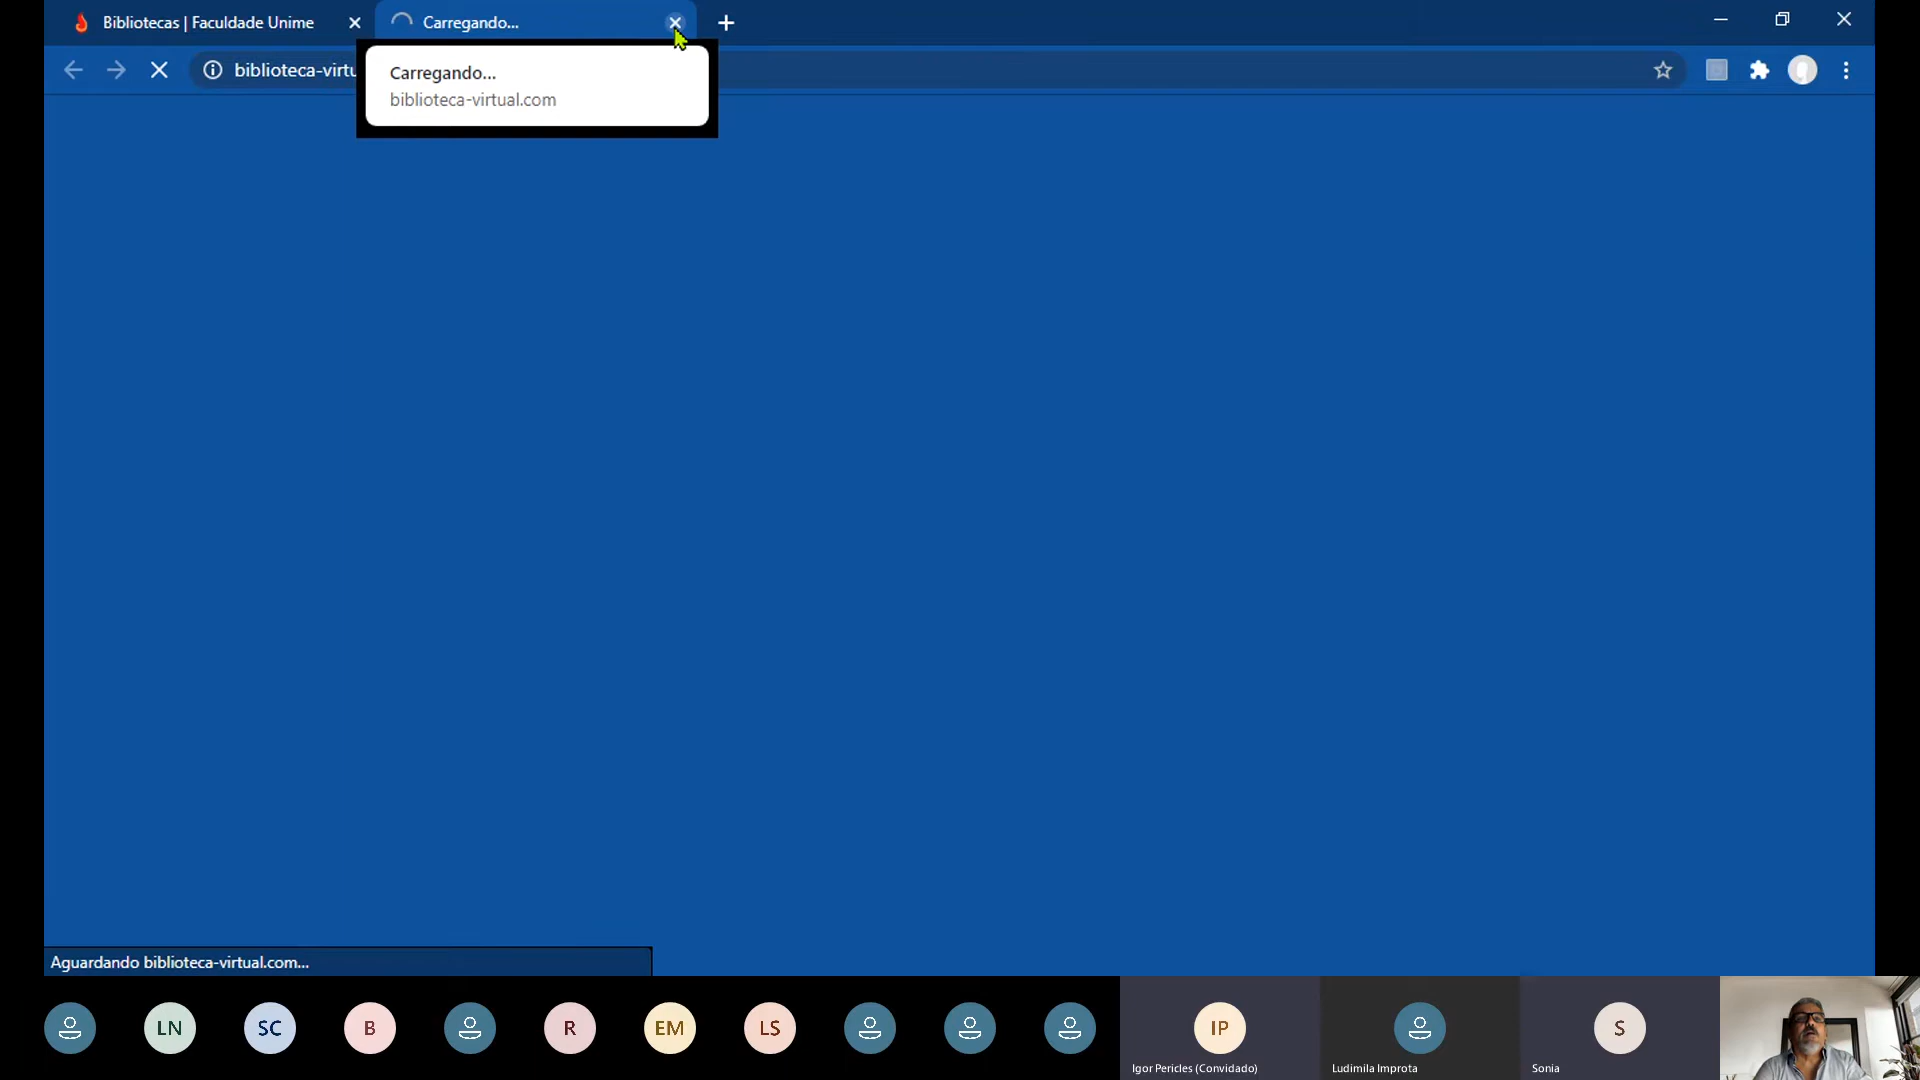 Bibliotecas | Faculdade Unime
Carregando...
biblioteca-virtu
Carregando...
biblioteca-virtual.com
Aguardando biblioteca-virtual.com...
LN
SC
B
R
EM
LS
IP
S
Igor Pericles (Convidado)
Ludimila Improta
Sonia